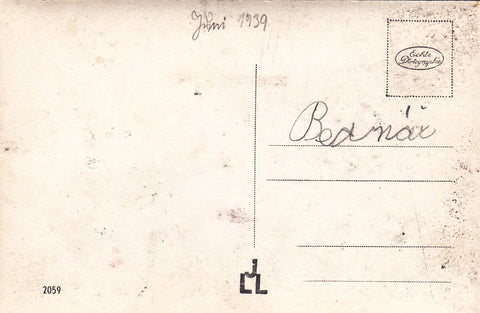 Juni 1939
Echte
Photographie
Bednář
2059